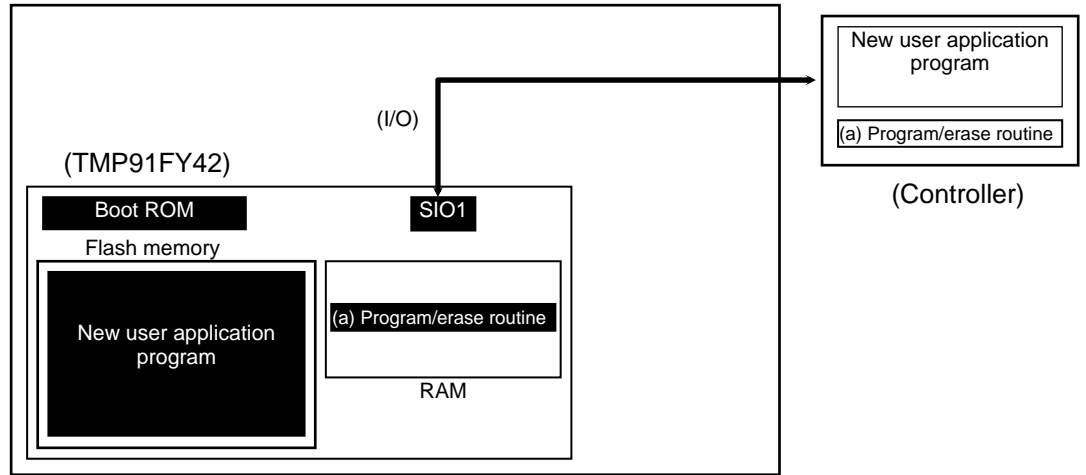 New user application
program
(a) Program/erase routine
(Controller)
(I/O)
(TMP91FY42)
Boot ROM
SIO1
Flash memory
New user application
program
(a) Program/erase routine
RAM